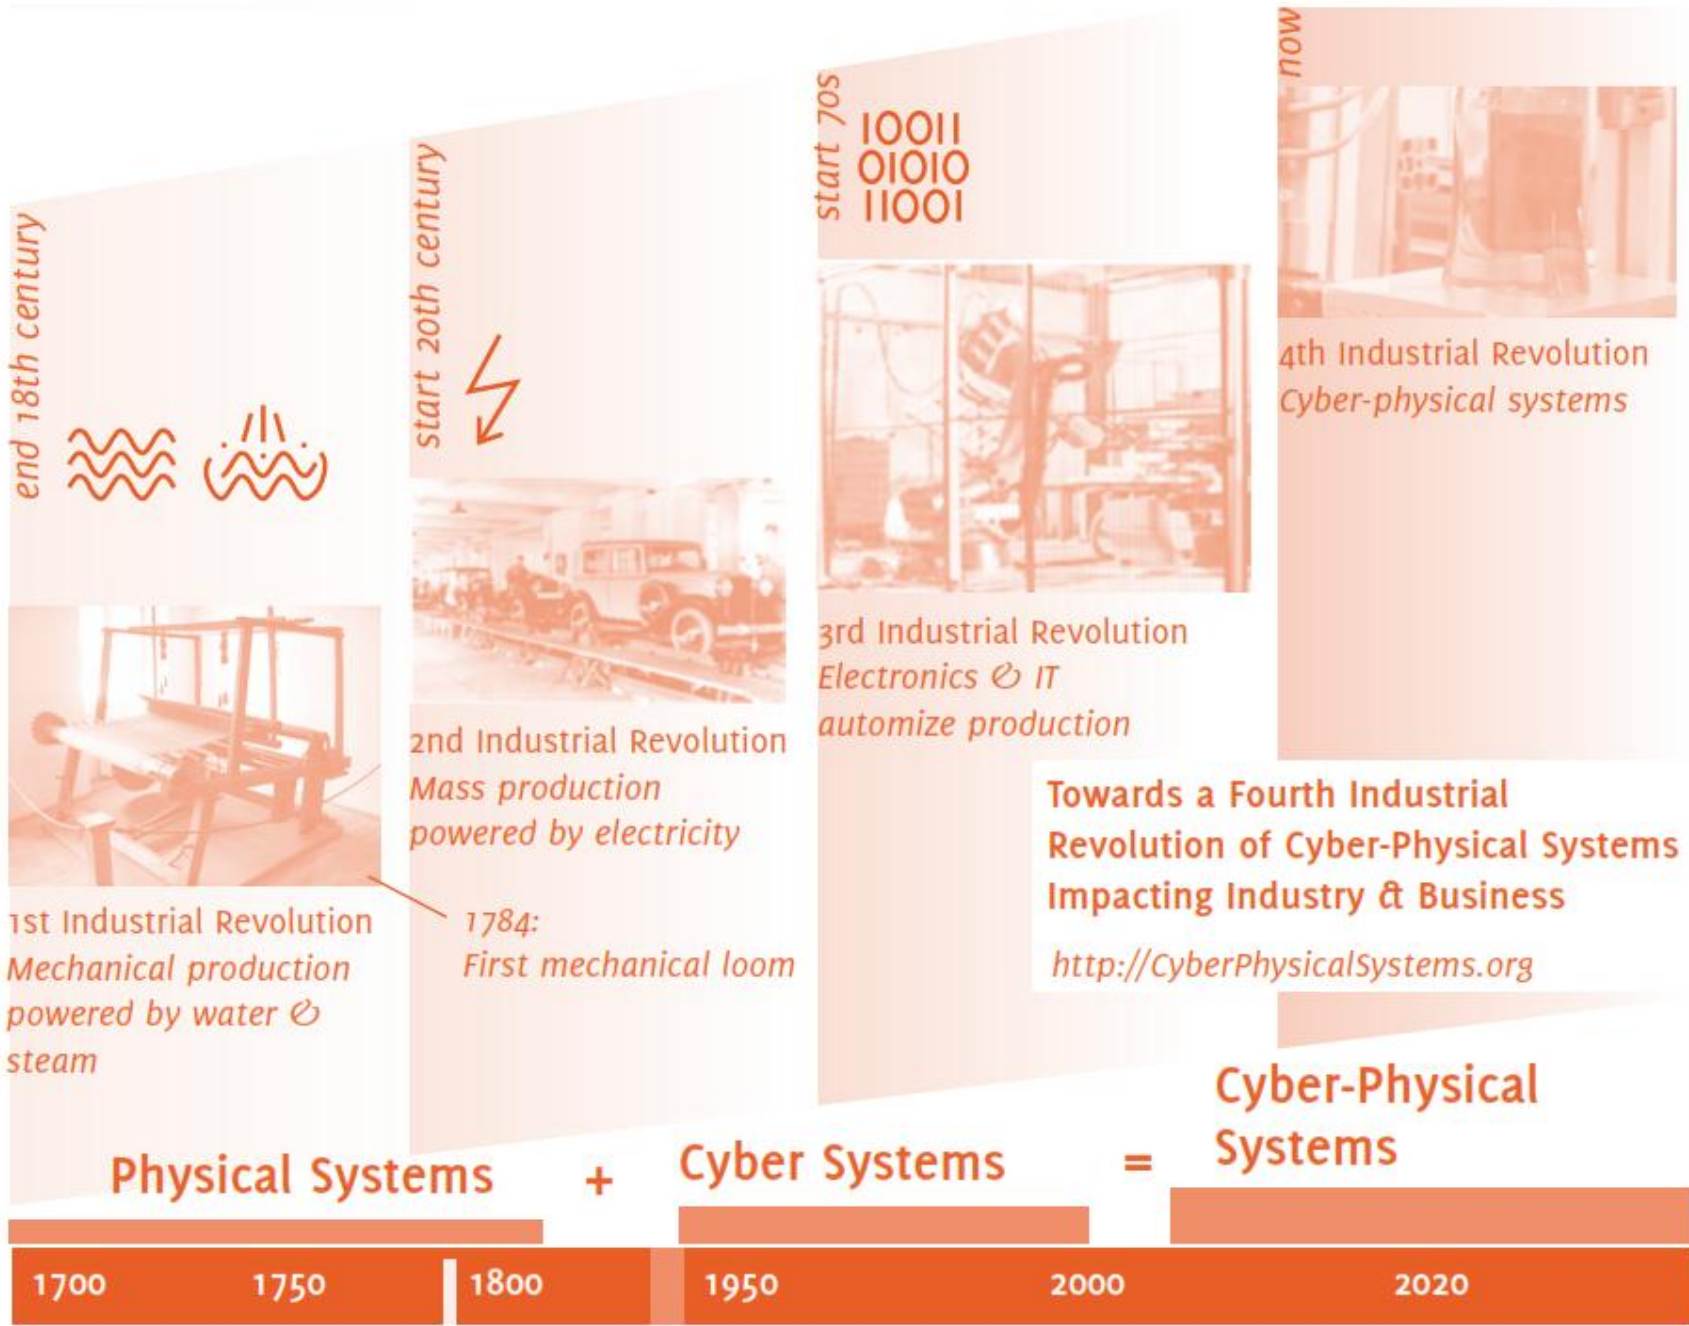 end 18th century
1st Industrial Revolution
Mechanical production
powered by water &
steam
start 20th century
2nd Industrial Revolution
Mass production
powered by electricity
1784:
First mechanical loom
start 70s
10011
01010
11001
3rd Industrial Revolution
Electronics & IT
automize production
now
4th Industrial Revolution
Cyber-physical systems
Towards a Fourth Industrial
Revolution of Cyber-Physical Systems
Impacting Industry & Business
http://CyberPhysicalSystems.org
Physical Systems + Cyber Systems = Cyber-Physical
Systems
1700 1750 1800 1950 2000 2020